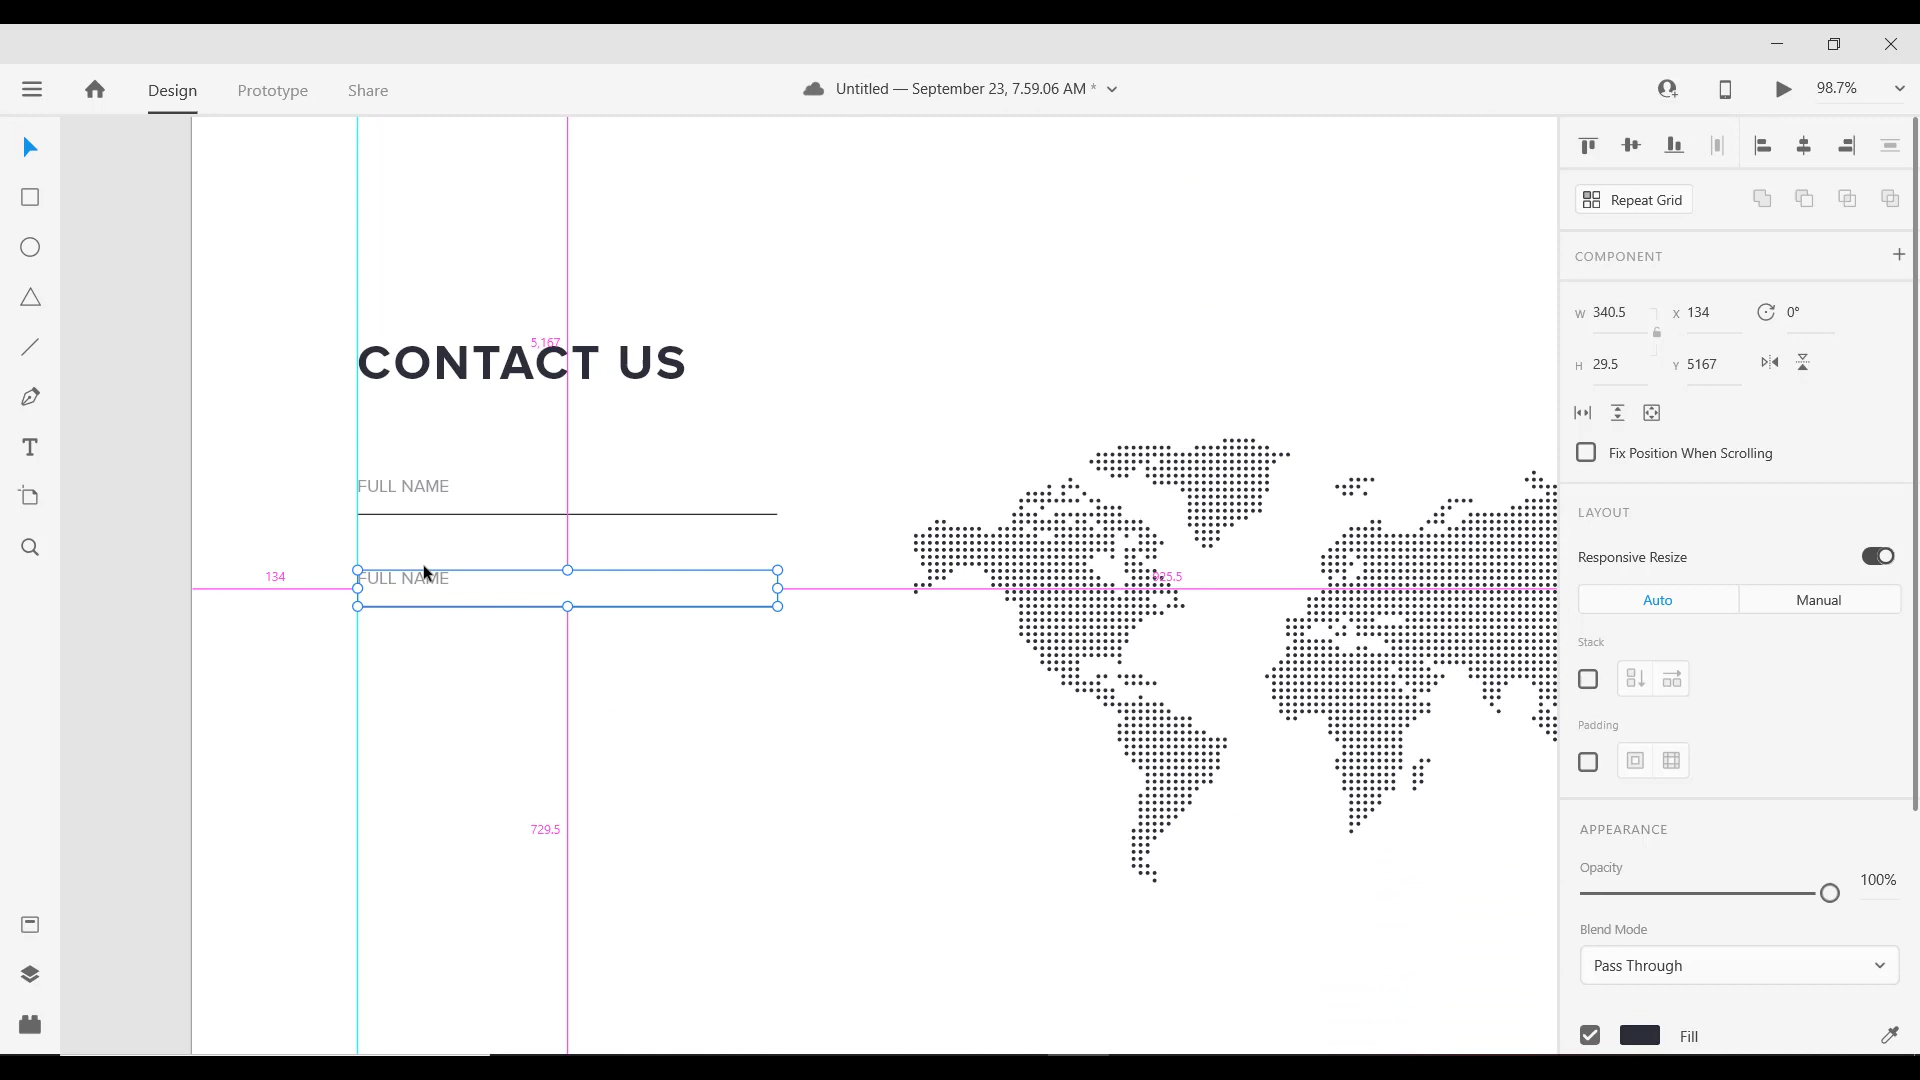 Design
Prototype
Share
Untitled — September 23, 7.59.06 AM *
98.7%
Repeat Grid
COMPONENT
W 340.5
X 134
0°
H 29.5
Y 5167
Fix Position When Scrolling
LAYOUT
Responsive Resize
Auto
Manual
Stack
Padding
APPEARANCE
Opacity
100%
Blend Mode
Pass Through
Fill
5,167
CONTACT US
FULL NAME
134
FULL NAME
925.5
729.5